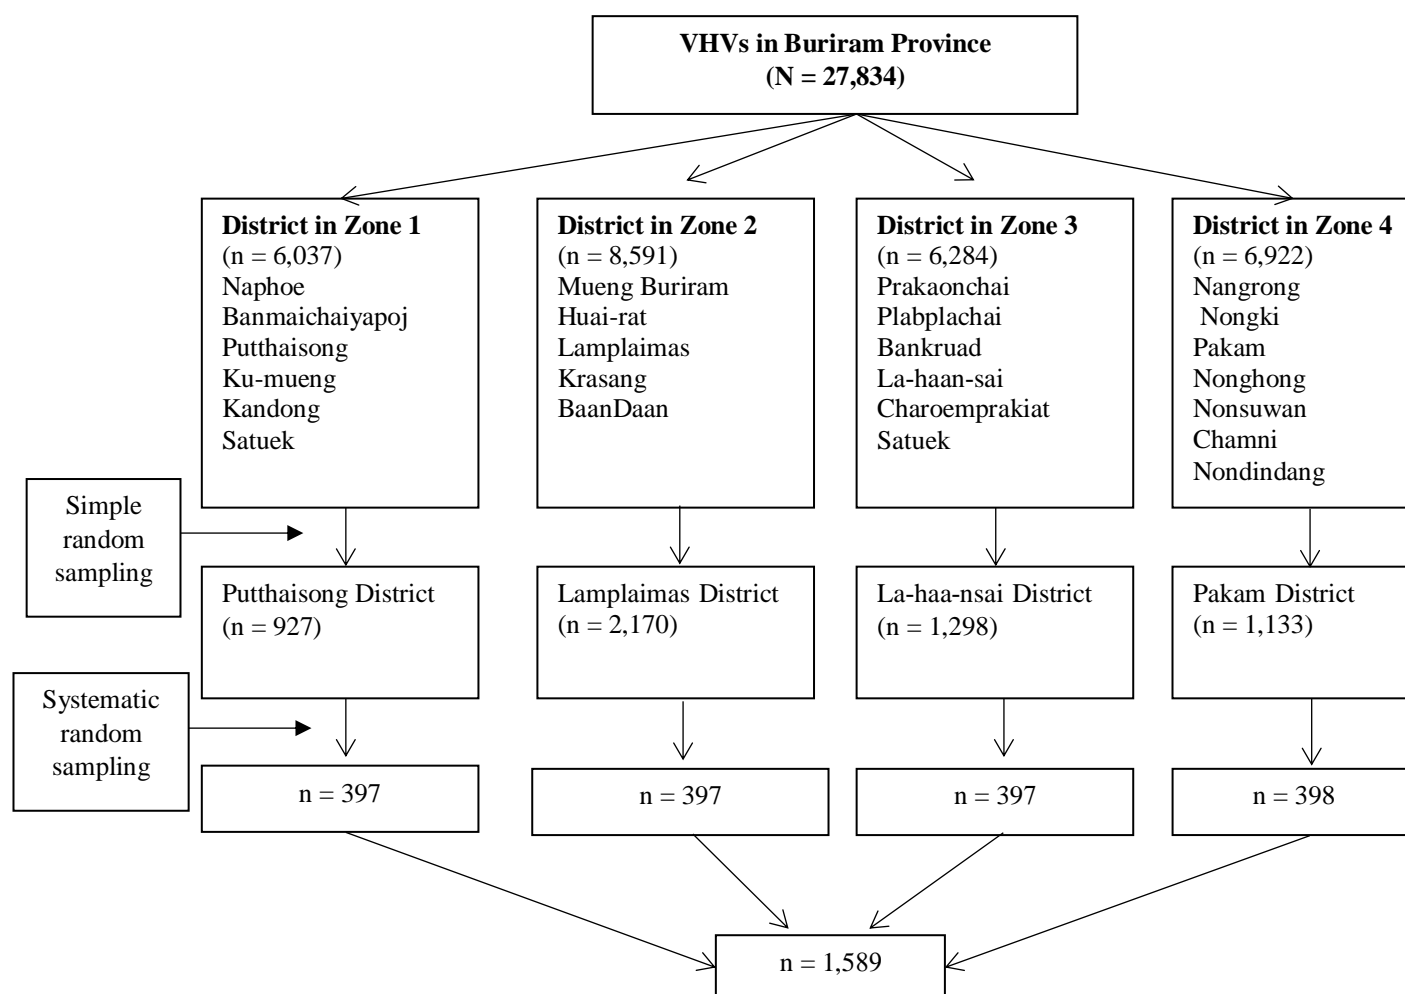 VHVs in Buriram Province
(N = 27,834)
District in Zone 1
(n = 6,037)
Naphoe
Banmaichaiyapoj
Putthaisong
Ku-mueng
Kandong
Satuek
District in Zone 2
(n = 8,591)
Mueng Buriram
Huai-rat
Lamplaimas
Krasang
BaanDaan
District in Zone 3
(n = 6,284)
Prakaonchai
Plabplachai
Bankruad
La-haan-sai
Charoemprakiat
Satuek
District in Zone 4
(n = 6,922)
Nangrong
Nongki
Pakam
Nonghong
Nonsuwan
Chamni
Nondindang
Simple
random
sampling
Putthaisong District
(n = 927)
Lamplaimas District
(n = 2,170)
La-haa-nsai District
(n = 1,298)
Pakam District
(n = 1,133)
Systematic
random
sampling
n = 397
n = 397
n = 397
n = 398
n = 1,589